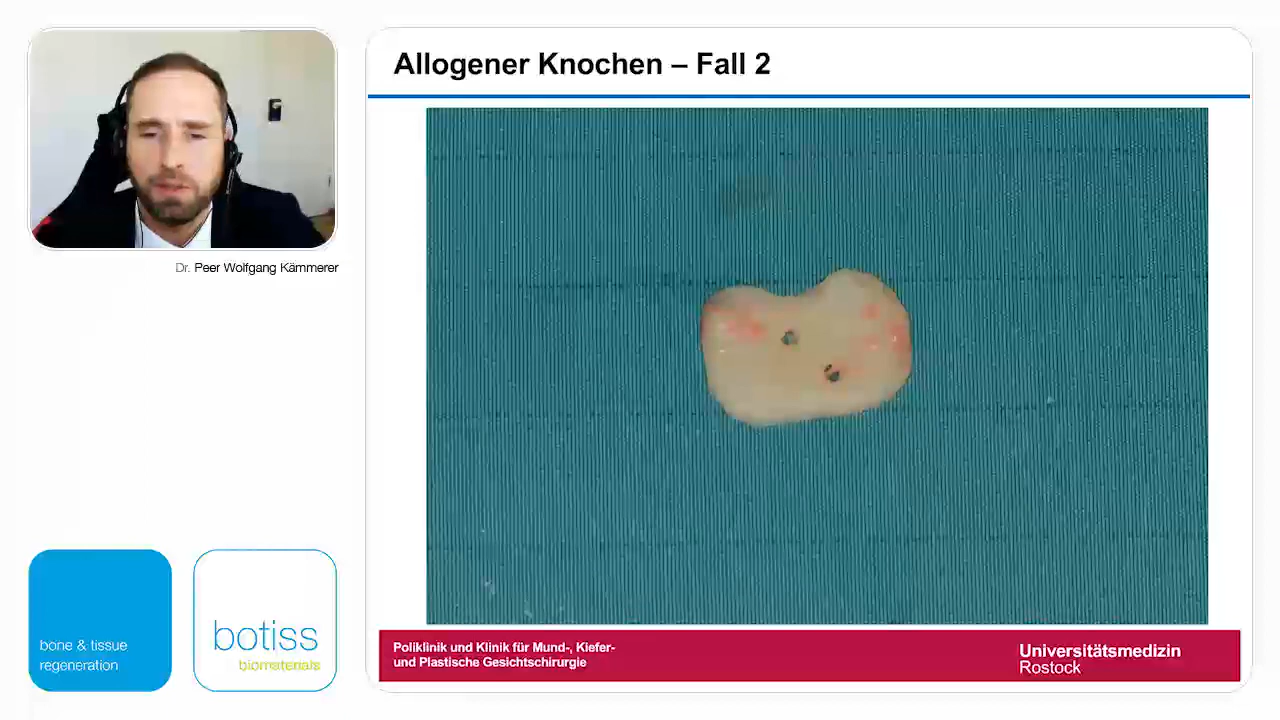 Allogener Knochen – Fall 2
Dr. Peer Wolfgang Kämmerer
bone & tissue
regeneration
botiss
biomaterials
Poliklinik und Klinik für Mund-, Kiefer-
und Plastische Gesichtschirurgie
Universitätsmedizin
Rostock